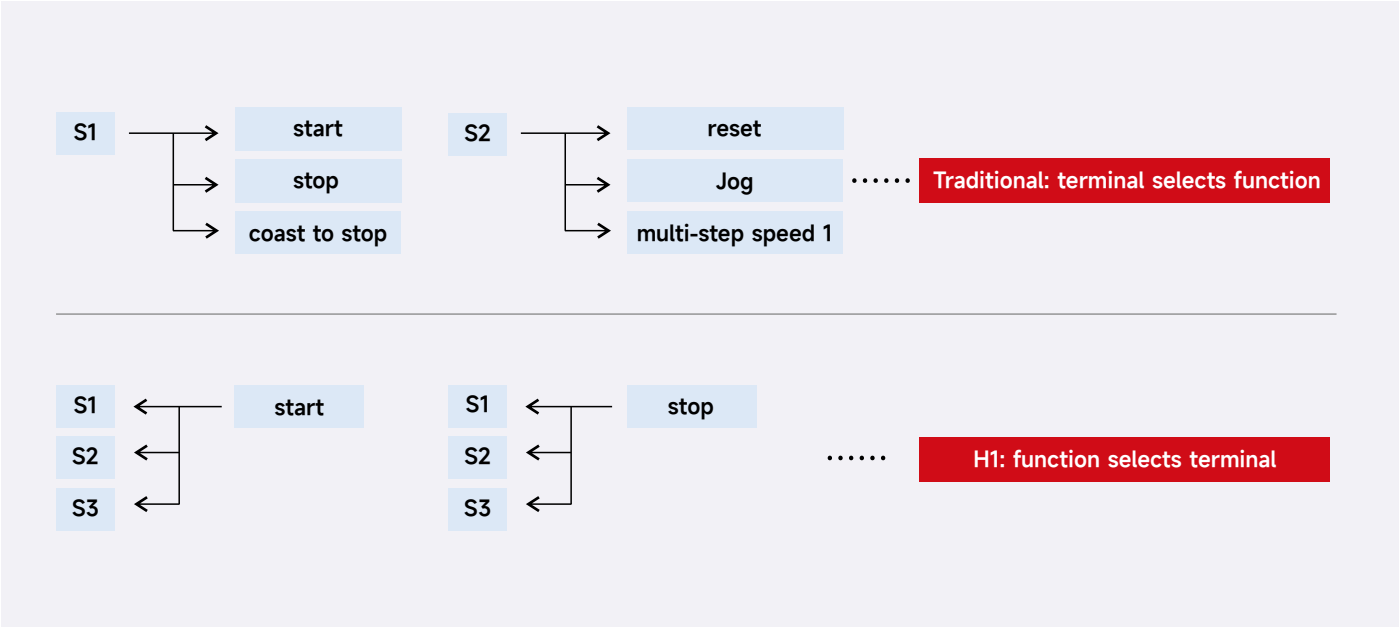 S1
start
stop
coast to stop
S2
reset
Jog
multi-step speed 1
Traditional: terminal selects function
S1
S2
S3
start
S1
S2
S3
stop
H1: function selects terminal